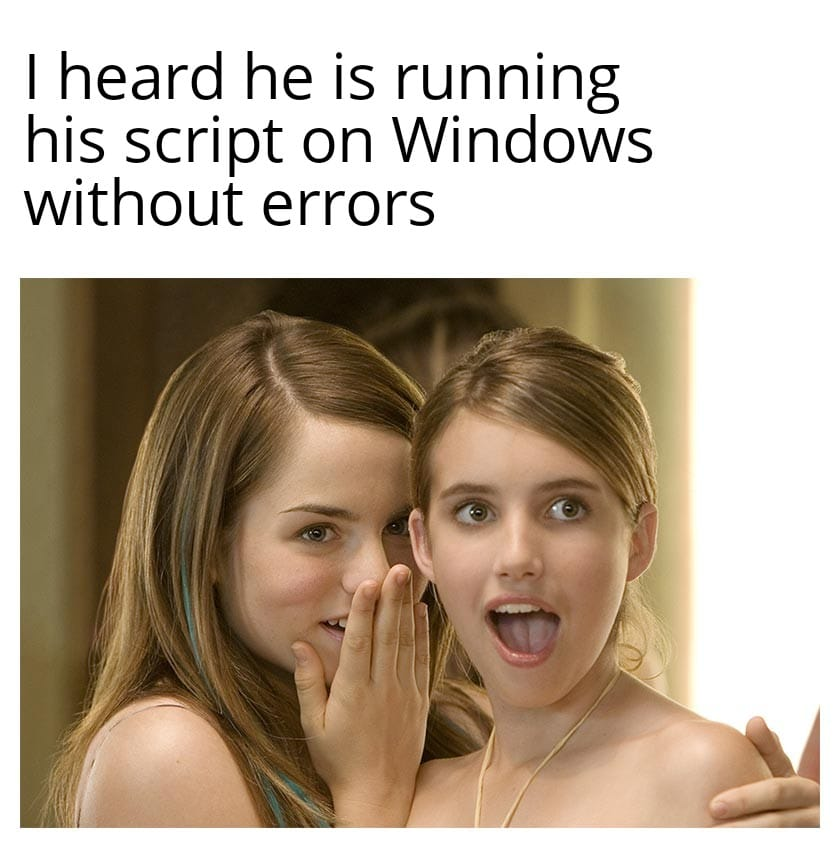 I heard he is running
his script on Windows
without errors